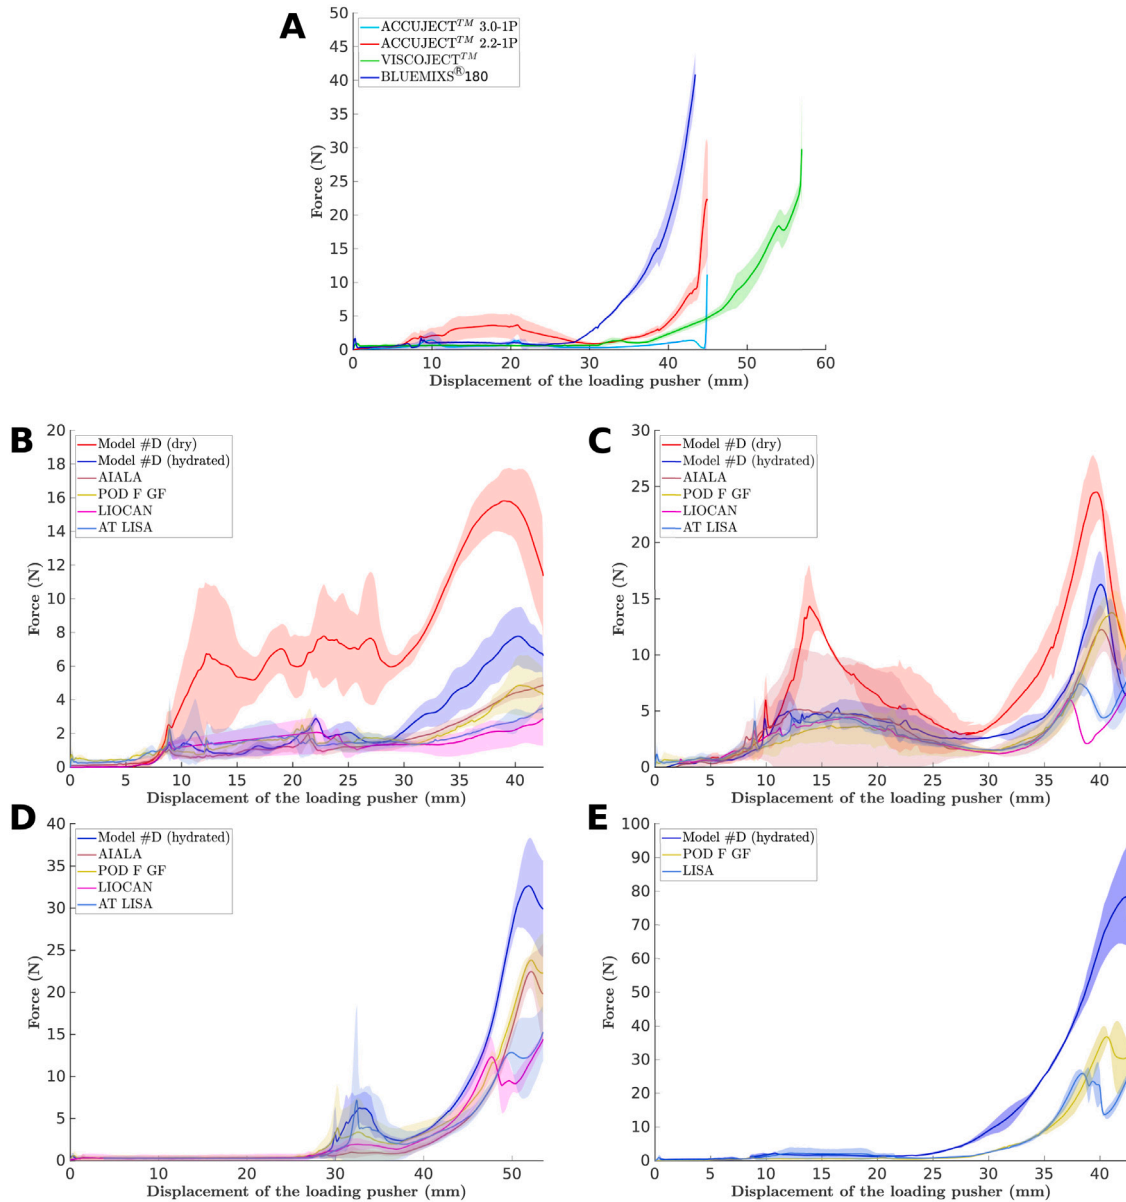 A
ACCUJECT™ 3.0-1P
ACCUJECT™ 2.2-1P
VISCOJECT™
BLUEMIXS®180
50
45
40
35
30
25
20
15
10
5
0
Force (N)
0 10 20 30 40 50 60
Displacement of the loading pusher (mm)
B
Model #D (dry)
Model #D (hydrated)
AIALA
POD F GF
LIOCAN
AT LISA
20
18
16
14
12
10
8
6
4
2
0
Force (N)
0 5 10 15 20 25 30 35 40
Displacement of the loading pusher (mm)
C
Model #D (dry)
Model #D (hydrated)
AIALA
POD F GF
LIOCAN
AT LISA
30
25
20
15
10
5
0
Force (N)
0 5 10 15 20 25 30 35 40
Displacement of the loading pusher (mm)
D
Model #D (hydrated)
AIALA
POD F GF
LIOCAN
AT LISA
40
35
30
25
20
15
10
5
0
Force (N)
0 10 20 30 40 50
Displacement of the loading pusher (mm)
E
Model #D (hydrated)
POD F GF
LISA
100
90
80
70
60
50
40
30
20
10
0
Force (N)
0 5 10 15 20 25 30 35 40
Displacement of the loading pusher (mm)